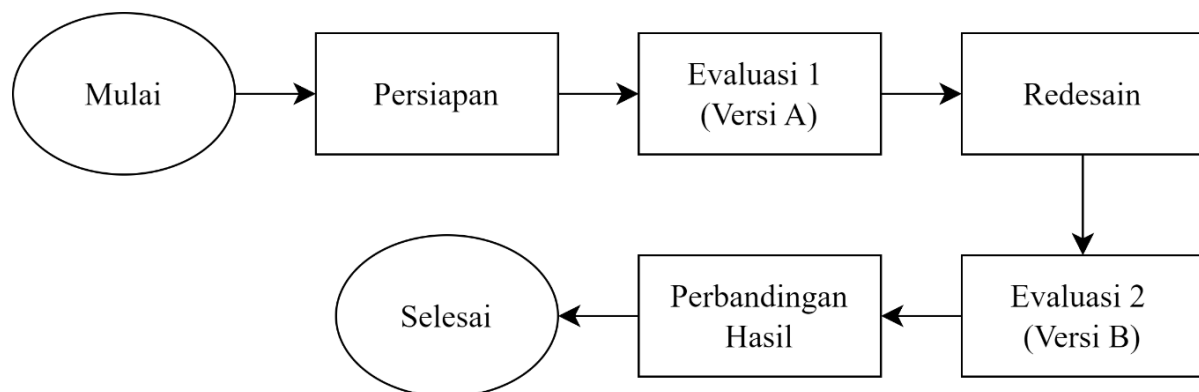 Mulai
Persiapan
Evaluasi 1
(Versi A)
Redesain
Evaluasi 2
(Versi B)
Perbandingan
Hasil
Selesai